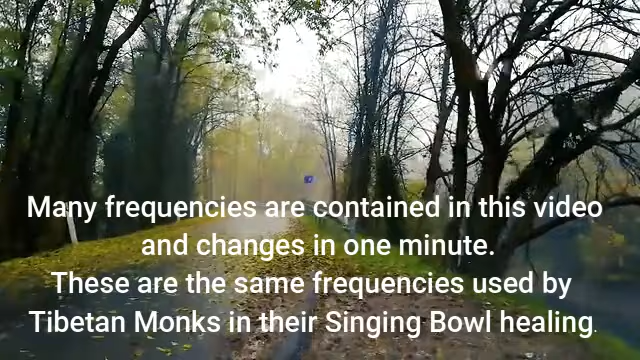 Many frequencies are contained in this video
and changes in one minute.
These are the same frequencies used by
Tibetan Monks in their Singing Bowl healing.